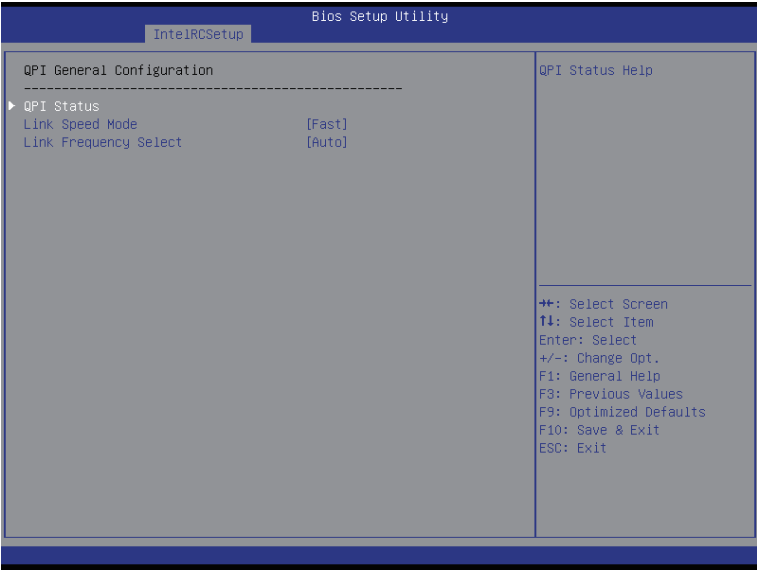 Bios Setup Utility
IntelRCSetup
QPI General Configuration
--------------------------------------------------
QPI Status
Link Speed Mode [Fast]
Link Frequency Select [Auto]
QPI Status Help
→←: Select Screen
↑↓: Select Item
Enter: Select
+/-: Change Opt.
F1: General Help
F3: Previous Values
F9: Optimized Defaults
F10: Save & Exit
ESC: Exit